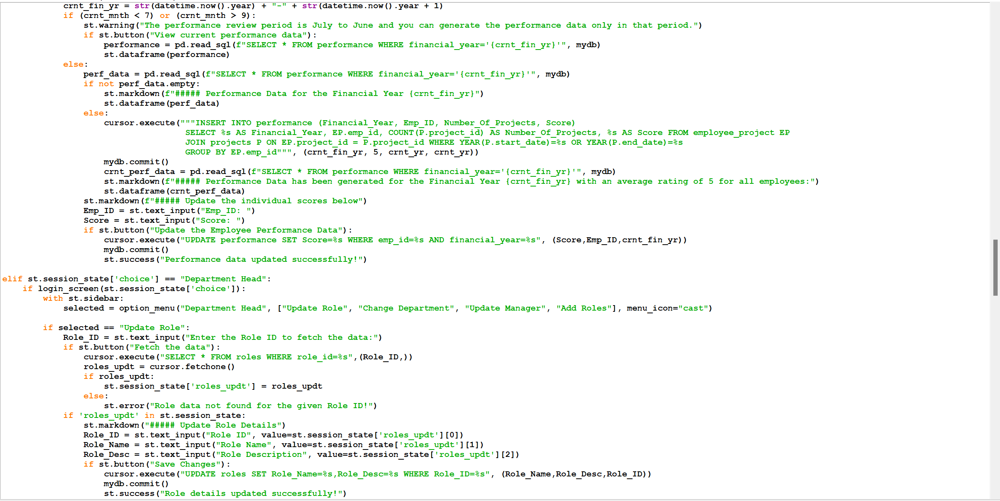 crnt_fin_yr = str(datetime.now().year) + "-" + str(datetime.now().year + 1)
if (crnt_mnth < 7) or (crnt_mnth > 9):
st.warning("The performance review period is July to June and you can generate the performance data only in that period.")
if st.button("View current performance data"):
performance = pd.read_sql(f"SELECT * FROM performance WHERE financial_year='{crnt_fin_yr}'", mydb)
st.dataframe(performance)
else:
perf_data = pd.read_sql(f"SELECT * FROM performance WHERE financial_year='{crnt_fin_yr}'", mydb)
if not perf_data.empty:
st.markdown(f"##### Performance Data for the Financial Year {crnt_fin_yr}")
st.dataframe(perf_data)
else:
cursor.execute("""INSERT INTO performance (Financial_Year, Emp_ID, Number_Of_Projects, Score)
SELECT %s AS Financial_Year, EP.emp_id, COUNT(P.project_id) AS Number_Of_Projects, %s AS Score FROM employee_project EP
JOIN projects P ON EP.project_id = P.project_id WHERE YEAR(P.start_date)=%s OR YEAR(P.end_date)=%s
GROUP BY EP.emp_id""", (crnt_fin_yr, 5, crnt_yr, crnt_yr))
mydb.commit()
crnt_perf_data = pd.read_sql(f"SELECT * FROM performance WHERE financial_year='{crnt_fin_yr}'", mydb)
st.markdown(f"##### Performance Data has been generated for the Financial Year {crnt_fin_yr} with an average rating of 5 for all employees:")
st.dataframe(crnt_perf_data)
st.markdown(f"##### Update the individual scores below")
Emp_ID = st.text_input("Emp_ID: ")
Score = st.text_input("Score: ")
if st.button("Update the Employee Performance Data"):
cursor.execute("UPDATE performance SET Score=%s WHERE emp_id=%s AND financial_year=%s", (Score,Emp_ID,crnt_fin_yr))
mydb.commit()
st.success("Performance data updated successfully!")
elif st.session_state['choice'] == "Department Head":
if login_screen(st.session_state['choice']):
with st.sidebar:
selected = option_menu("Department Head", ["Update Role", "Change Department", "Update Manager", "Add Roles"], menu_icon="cast")
if selected == "Update Role":
Role_ID = st.text_input("Enter the Role ID to fetch the data:")
if st.button("Fetch the data"):
cursor.execute("SELECT * FROM roles WHERE role_id=%s",(Role_ID,))
roles_updt = cursor.fetchone()
if roles_updt:
st.session_state['roles_updt'] = roles_updt
else:
st.error("Role data not found for the given Role ID!")
if 'roles_updt' in st.session_state:
st.markdown("##### Update Role Details")
Role_ID = st.text_input("Role ID", value=st.session_state['roles_updt'][0])
Role_Name = st.text_input("Role Name", value=st.session_state['roles_updt'][1])
Role_Desc = st.text_input("Role Description", value=st.session_state['roles_updt'][2])
if st.button("Save Changes"):
cursor.execute("UPDATE roles SET Role_Name=%s,Role_Desc=%s WHERE Role_ID=%s", (Role_Name,Role_Desc,Role_ID))
mydb.commit()
st.success("Role details updated successfully!")